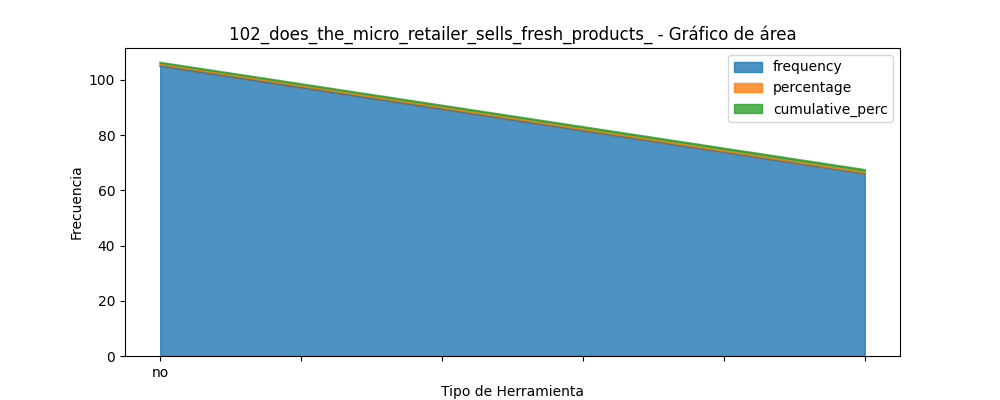 102_does_the_micro_retailer_sells_fresh_products_ - Gráfico de área
frequency
percentage
cumulative_perc
Frecuencia
100
80
60
40
20
0
no
Tipo de Herramienta